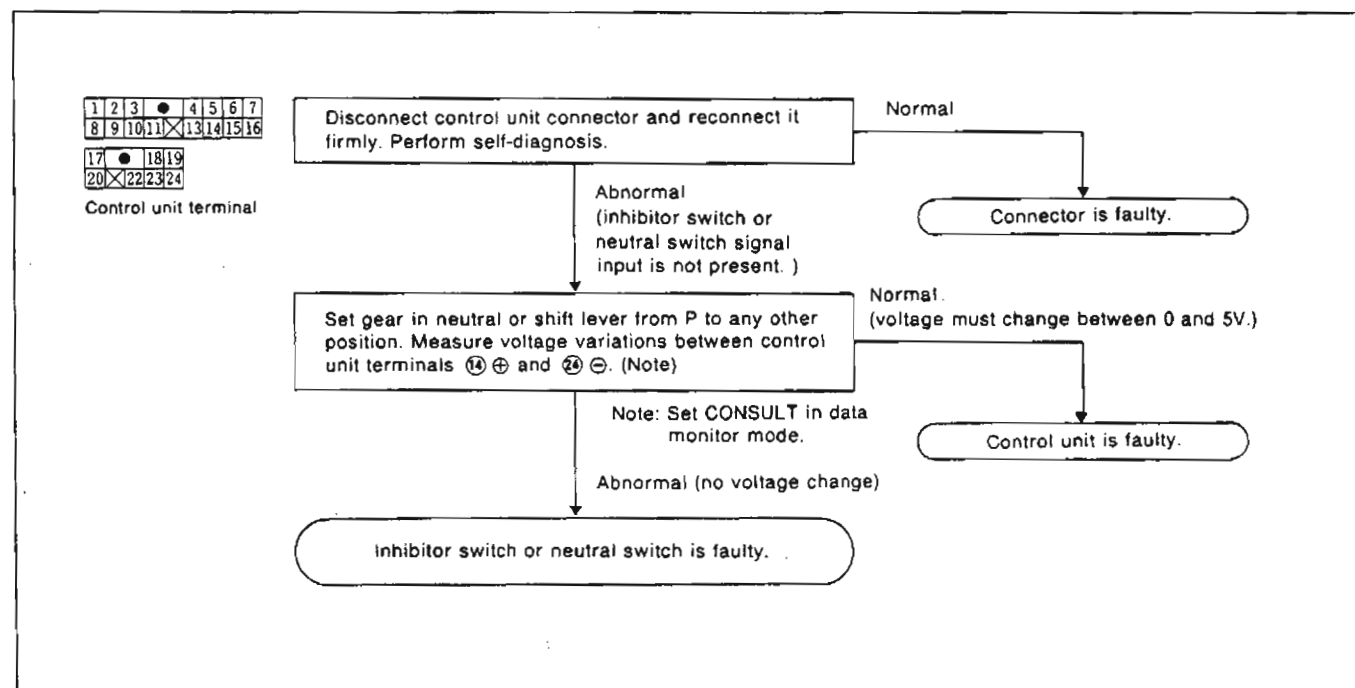 1 2 3 ● 4 5 6 7
8 9 10 11 13 14 15 16
17 ● 18 19
20 22 23 24
Control unit terminal
Disconnect control unit connector and reconnect it
firmly. Perform self-diagnosis.
Normal
Connector is faulty.
Abnormal
(inhibitor switch or
neutral switch signal
input is not present. )
Set gear in neutral or shift lever from P to any other
position. Measure voltage variations between control
unit terminals ⑭ ⊕ and ㉔ ⊖. (Note)
Normal.
(voltage must change between 0 and 5V.)
Control unit is faulty.
Note: Set CONSULT in data
monitor mode.
Abnormal (no voltage change)
Inhibitor switch or neutral switch is faulty.